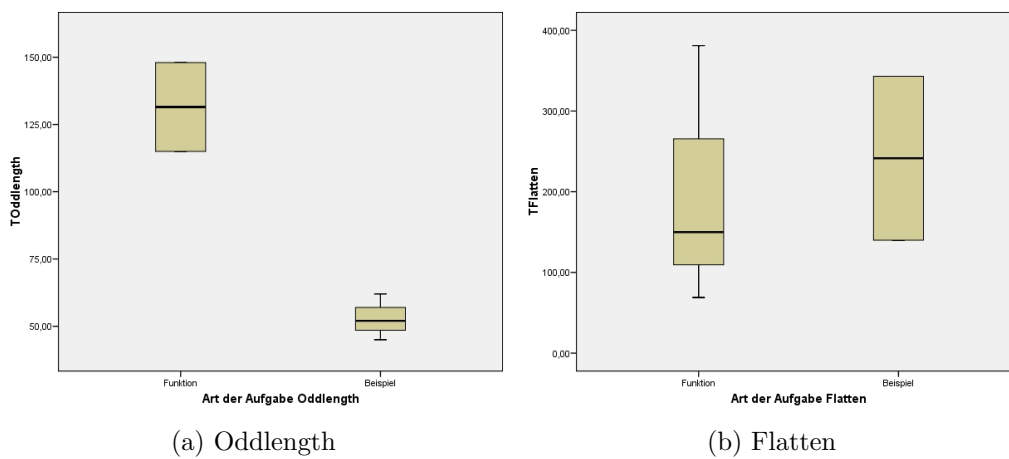 TOddlength
150,00
125,00
100,00
75,00
50,00
Funktion
Beispiel
Art der Aufgabe Oddlength
(a) Oddlength
TFlatten
400,00
300,00
200,00
100,00
0,00
Funktion
Beispiel
Art der Aufgabe Flatten
(b) Flatten